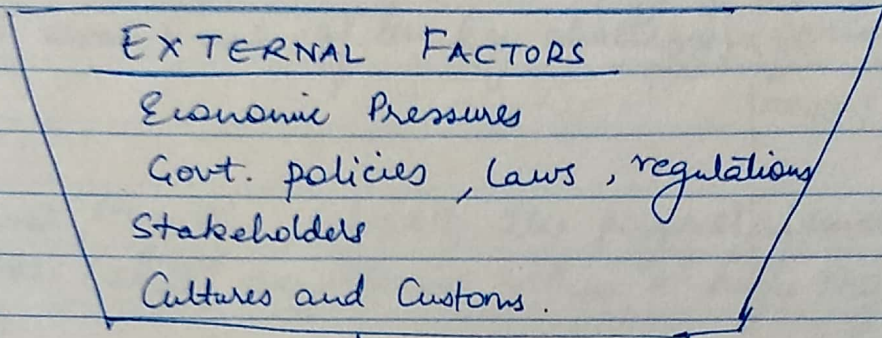 EXTERNAL FACTORS
Economic Pressures
Govt. policies, laws, regulations
Stakeholders
Cultures and Customs.